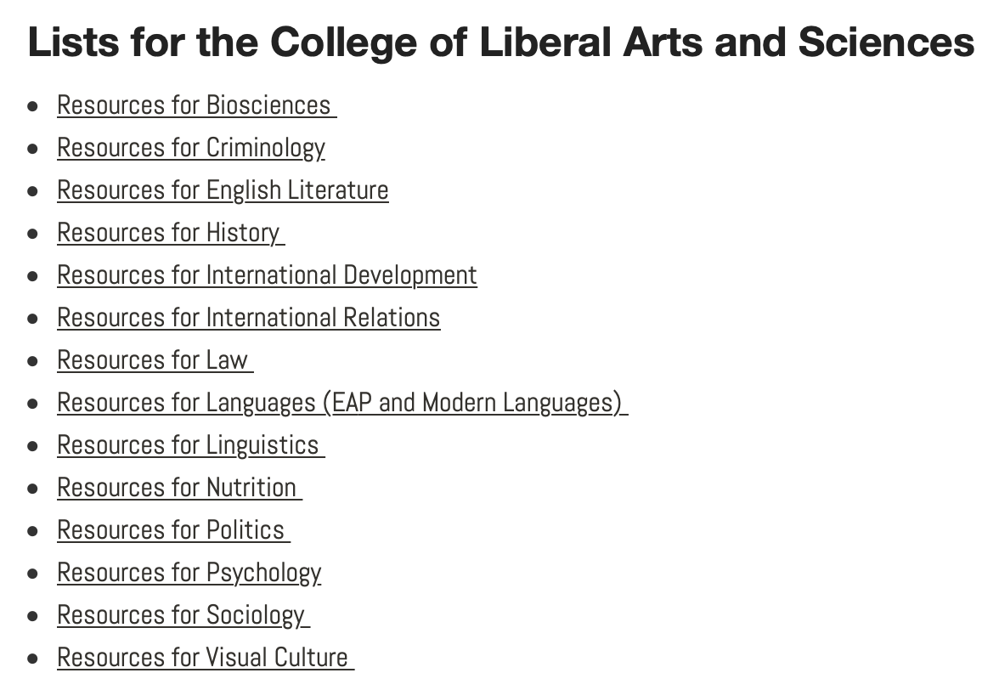 Lists for the College of Liberal Arts and Sciences
Resources for Biosciences
Resources for Criminology
Resources for English Literature
Resources for History
Resources for International Development
Resources for International Relations
Resources for Law
Resources for Languages (EAP and Modern Languages)
Resources for Linguistics
Resources for Nutrition
Resources for Politics
Resources for Psychology
Resources for Sociology
Resources for Visual Culture